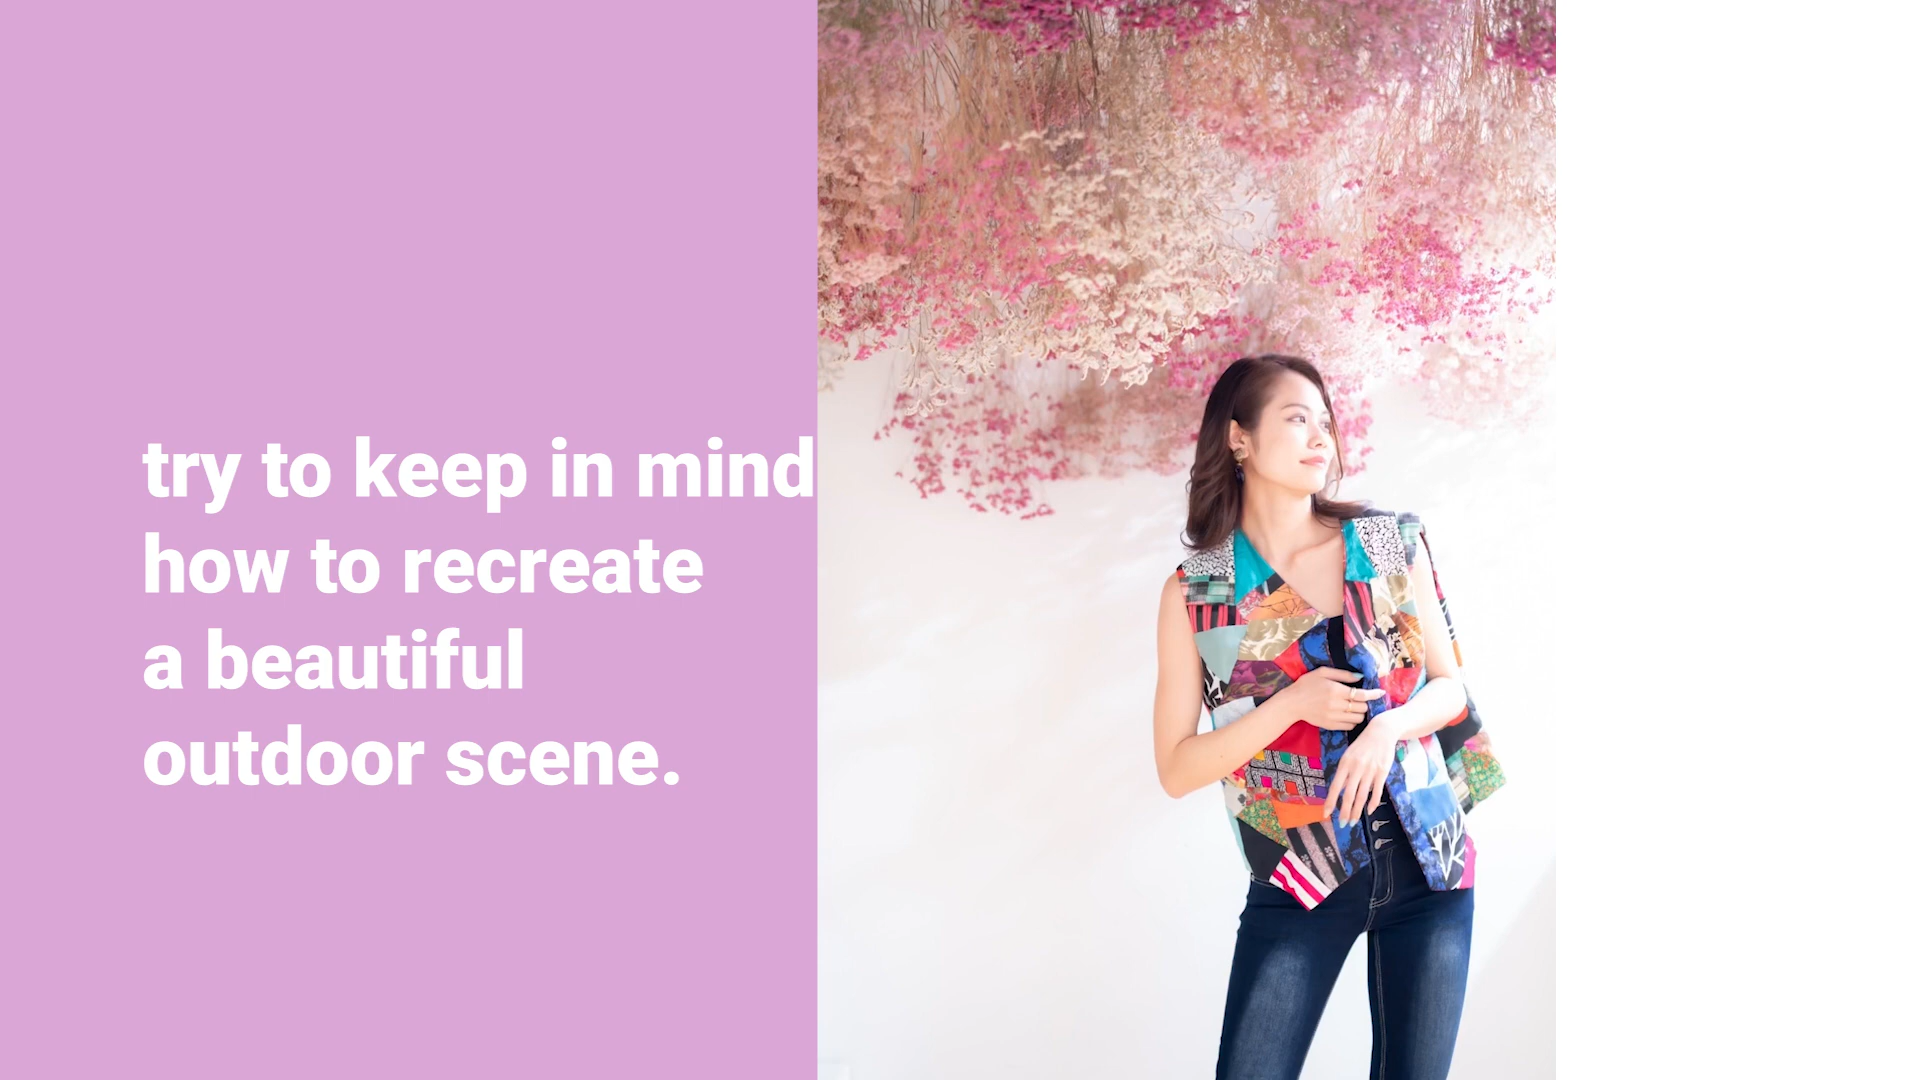 try to keep in mind
how to recreate
a beautiful
outdoor scene.